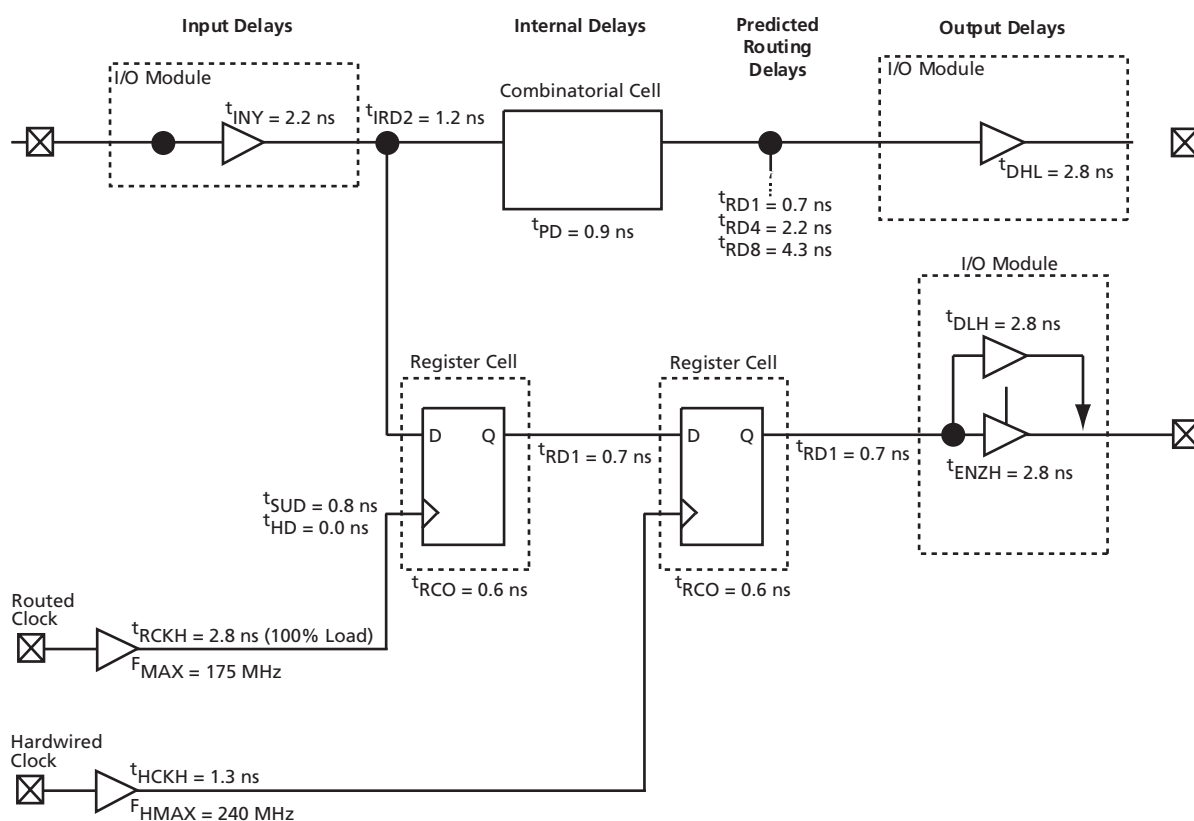 Input Delays
Internal Delays
Predicted
Routing
Delays
Output Delays
I/O Module
tINY = 2.2 ns
tIRD2 = 1.2 ns
Combinatorial Cell
tPD = 0.9 ns
tRD1 = 0.7 ns
tRD4 = 2.2 ns
tRD8 = 4.3 ns
I/O Module
tDHL = 2.8 ns
I/O Module
tDLH = 2.8 ns
tENZH = 2.8 ns
Register Cell
D Q
tRD1 = 0.7 ns
Register Cell
D Q
tRD1 = 0.7 ns
tSUD = 0.8 ns
tHD = 0.0 ns
tRCO = 0.6 ns
tRCO = 0.6 ns
Routed
Clock
tRCKH = 2.8 ns (100% Load)
FMAX = 175 MHz
Hardwired
Clock
tHCKH = 1.3 ns
FHMAX = 240 MHz